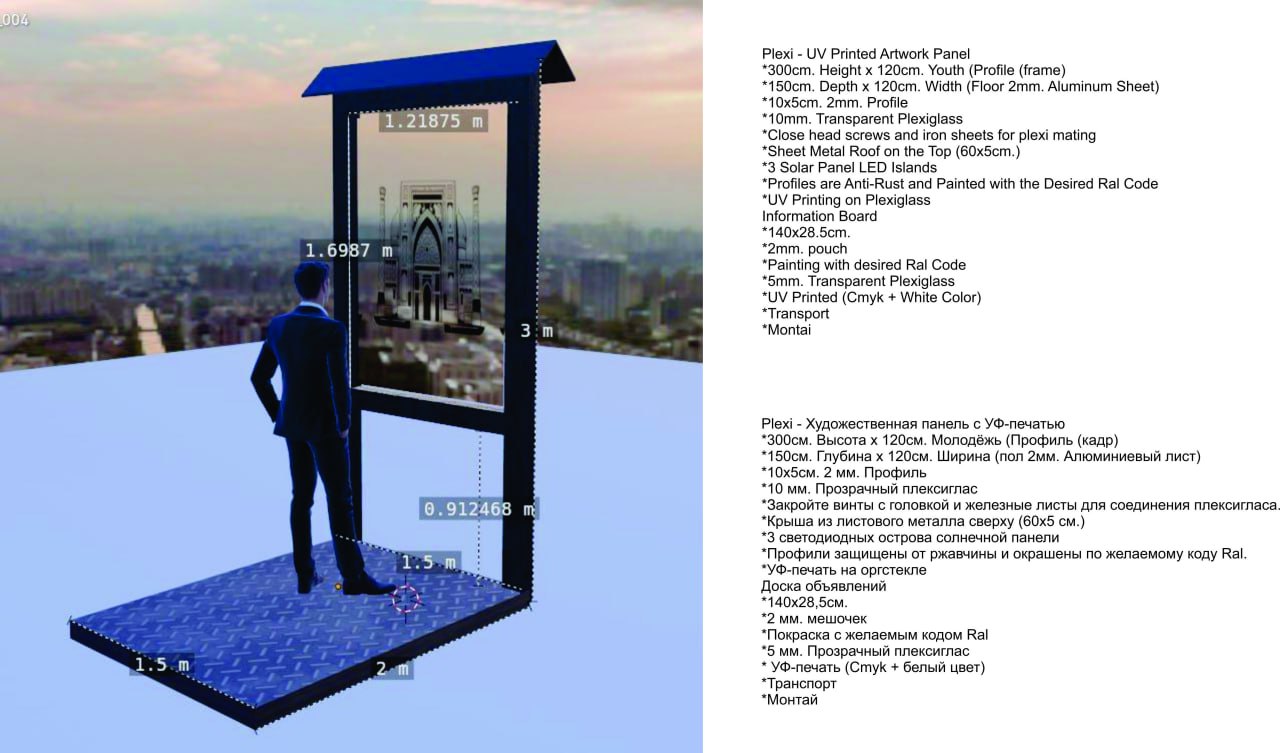 004
1.21875 m
1.6987 m
3 m
0.912468 m
1.5 m
1.5 m
2 m
Plexi - UV Printed Artwork Panel
*300cm. Height x 120cm. Youth (Profile (frame)
*150cm. Depth x 120cm. Width (Floor 2mm. Aluminum Sheet)
*10x5cm. 2mm. Profile
*10mm. Transparent Plexiglass
*Close head screws and iron sheets for plexi mating
*Sheet Metal Roof on the Top (60x5cm.)
*3 Solar Panel LED Islands
*Profiles are Anti-Rust and Painted with the Desired Ral Code
*UV Printing on Plexiglass
Information Board
*140x28.5cm.
*2mm. pouch
*Painting with desired Ral Code
*5mm. Transparent Plexiglass
*UV Printed (Cmyk + White Color)
*Transport
*Montai
Plexi - Художественная панель с УФ-печатью
*300см. Высота x 120см. Молодёжь (Профиль (кадр)
*150см. Глубина x 120см. Ширина (пол 2мм. Алюминиевый лист)
*10x5см. 2 мм. Профиль
*10 мм. Прозрачный плексиглас
*Закройте винты с головкой и железные листы для соединения плексигласа.
*Крыша из листового металла сверху (60x5 см.)
*3 светодиодных острова солнечной панели
*Профили защищены от ржавчины и окрашены по желаемому коду Ral.
*УФ-печать на оргстекле
Доска объявлений
*140x28,5см.
*2 мм. мешочек
*Покраска с желаемым кодом Ral
*5 мм. Прозрачный плексиглас
* УФ-печать (Cmyk + белый цвет)
*Транспорт
*Монтай